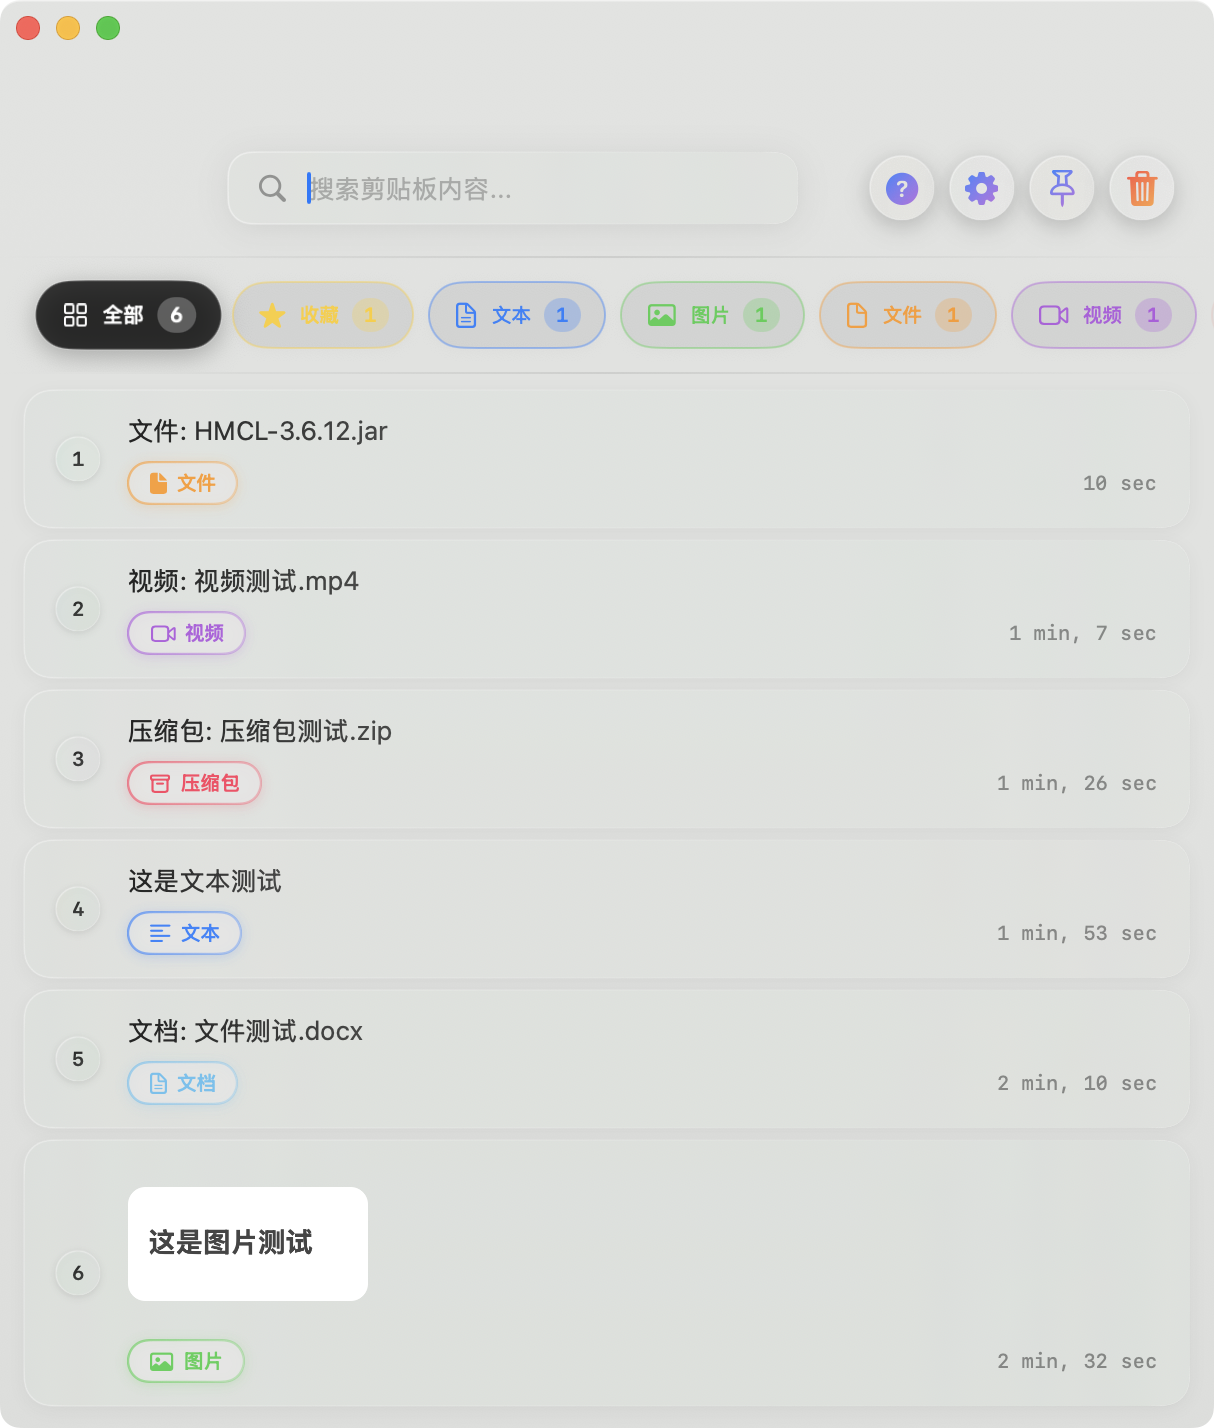 搜索剪贴板内容...
全部 6 收藏 1 文本 1 图片 1 文件 1 视频 1
1 文件: HMCL-3.6.12.jar
文件 10 sec
2 视频: 视频测试.mp4
视频 1 min, 7 sec
3 压缩包: 压缩包测试.zip
压缩包 1 min, 26 sec
4 这是文本测试
文本 1 min, 53 sec
5 文档: 文件测试.docx
文档 2 min, 10 sec
6 这是图片测试
图片 2 min, 32 sec